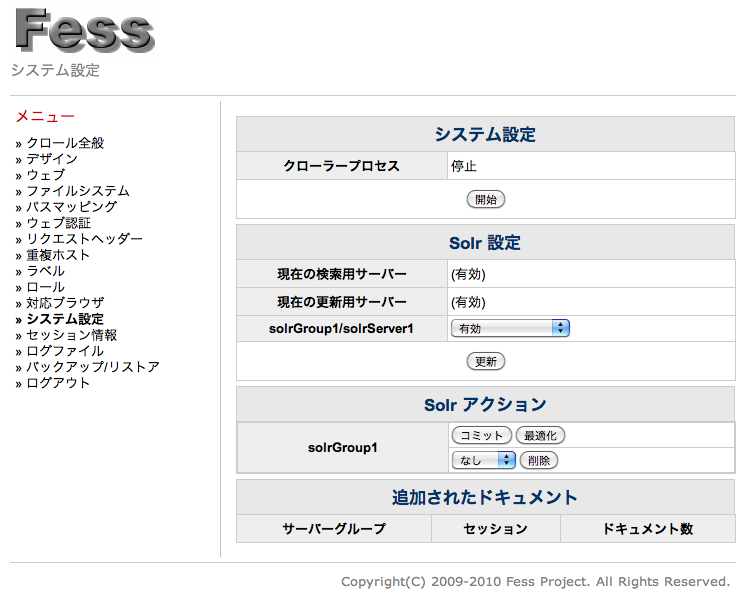 Fess
システム設定
メニュー
» クロール全般
» デザイン
» ウェブ
» ファイルシステム
» パスマッピング
» ウェブ認証
» リクエストヘッダー
» 重複ホスト
» ラベル
» ロール
» 対応ブラウザ
» システム設定
» セッション情報
» ログファイル
» バックアップ/リストア
» ログアウト
システム設定
クローラープロセス 停止
開始
Solr 設定
現在の検索用サーバー (有効)
現在の更新用サーバー (有効)
solrGroup1/solrServer1 有効
更新
Solr アクション
solrGroup1
コミット 最適化
なし 削除
追加されたドキュメント
サーバーグループ セッション ドキュメント数
Copyright(C) 2009-2010 Fess Project. All Rights Reserved.